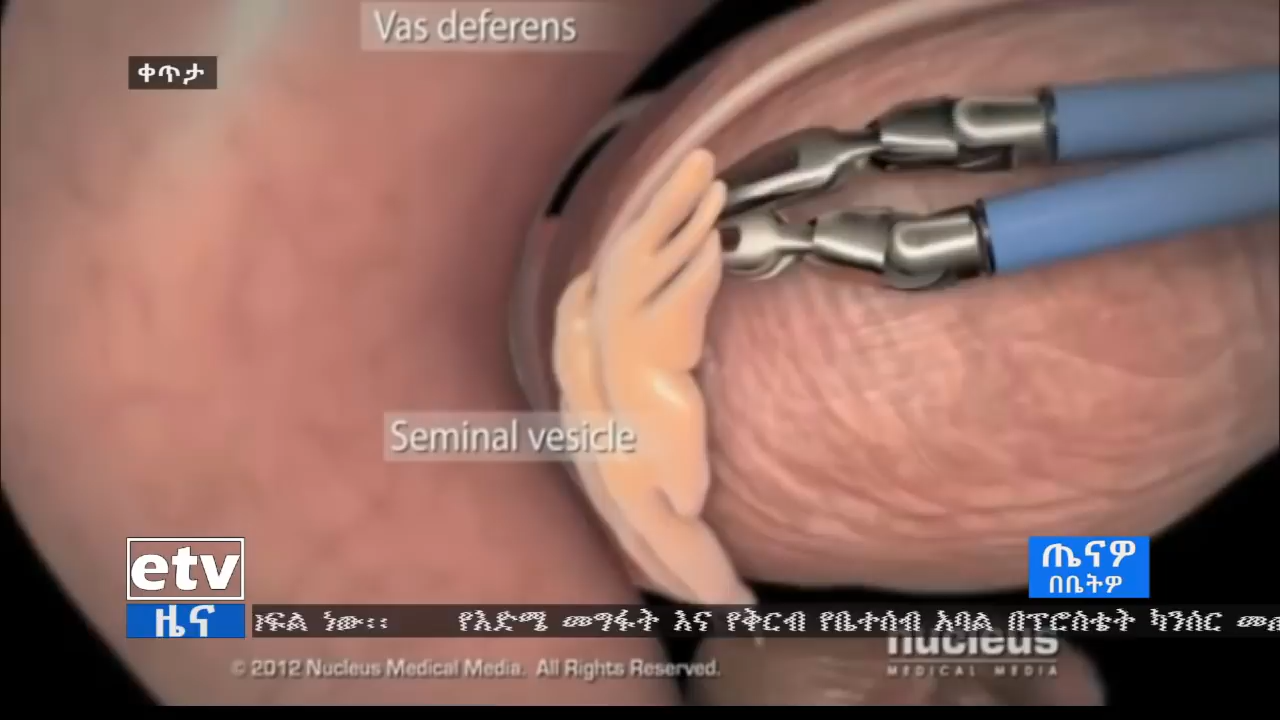 Vas deferens
ቀጥታ
Seminal vesicle
etv
ጤናዎ
በቤትዎ
ዜና
ነው፡፡ የእድሜ መግፋት እና የቅርብ የቤተሰብ አባል በፕሮስቴት ካንሰር
nucleus
MEDICAL MEDIA
© 2012 Nucleus Medical Media. All Rights Reserved.